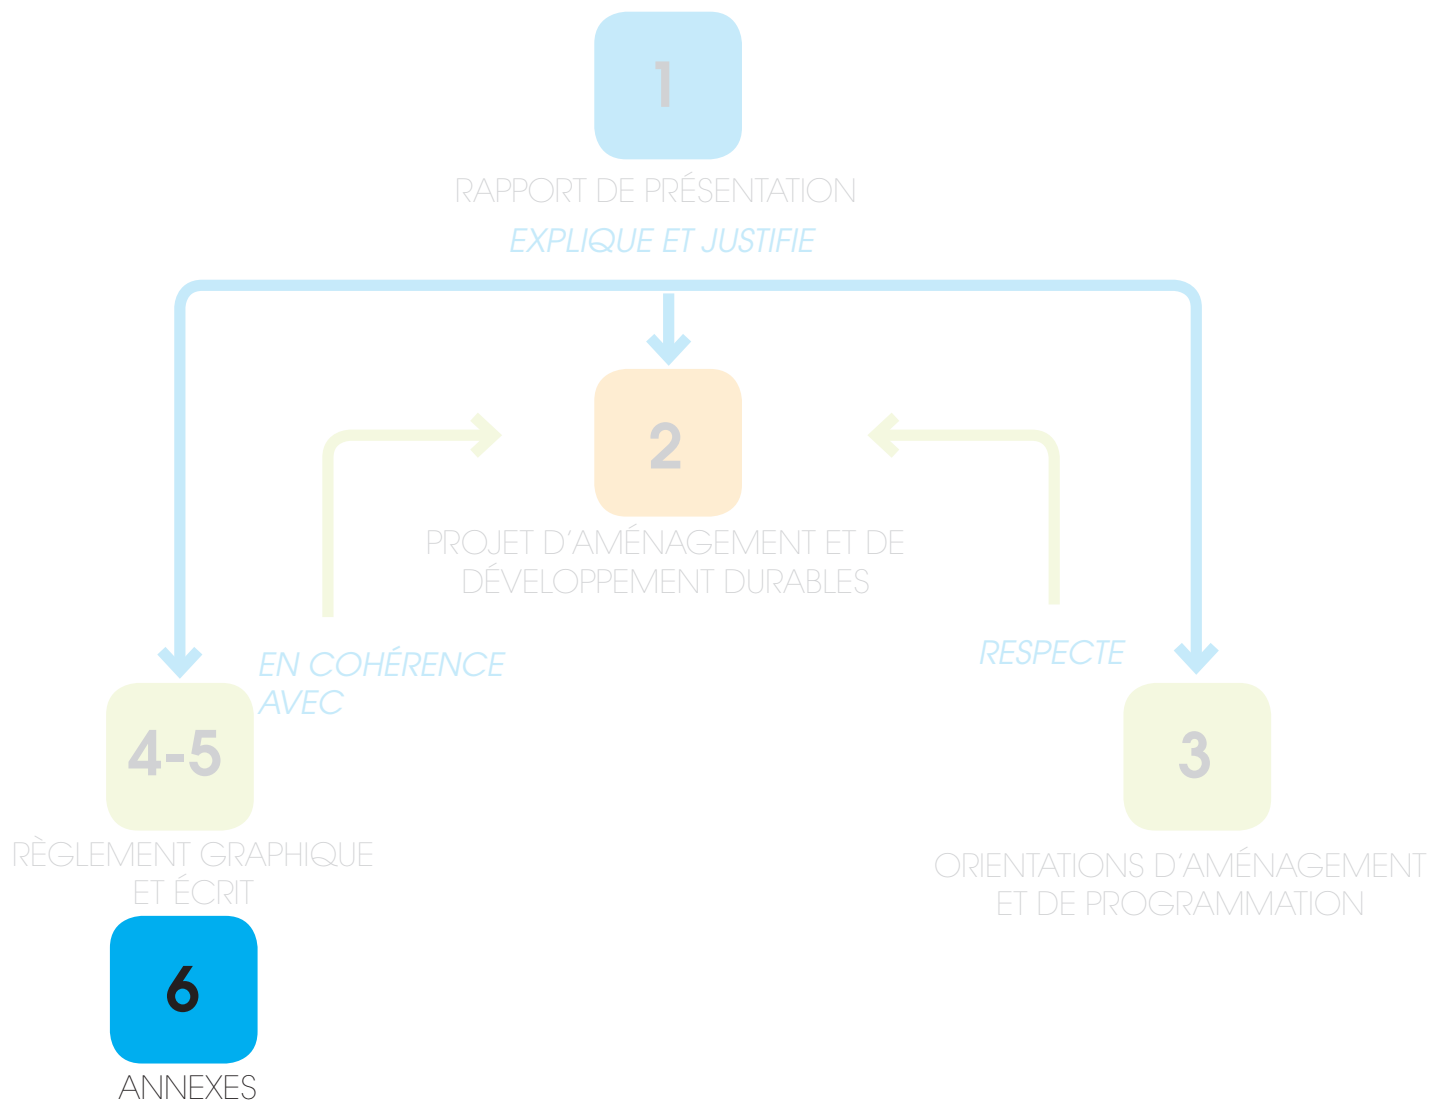 1
RAPPORT DE PRÉSENTATION
EXPLIQUE ET JUSTIFIE
2
PROJET D'AMÉNAGEMENT ET DE
DÉVELOPPEMENT DURABLES
EN COHÉRENCE
AVEC
RESPECTE
4-5
RÈGLEMENT GRAPHIQUE
ET ÉCRIT
3
ORIENTATIONS D'AMÉNAGEMENT
ET DE PROGRAMMATION
6
ANNEXES